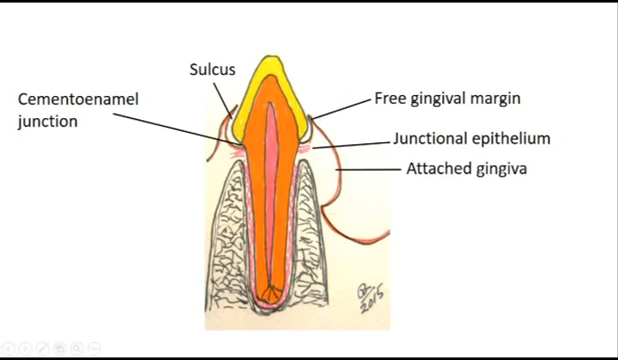 Sulcus
Cementoenamel
junction
Free gingival margin
Junctional epithelium
Attached gingiva
2015